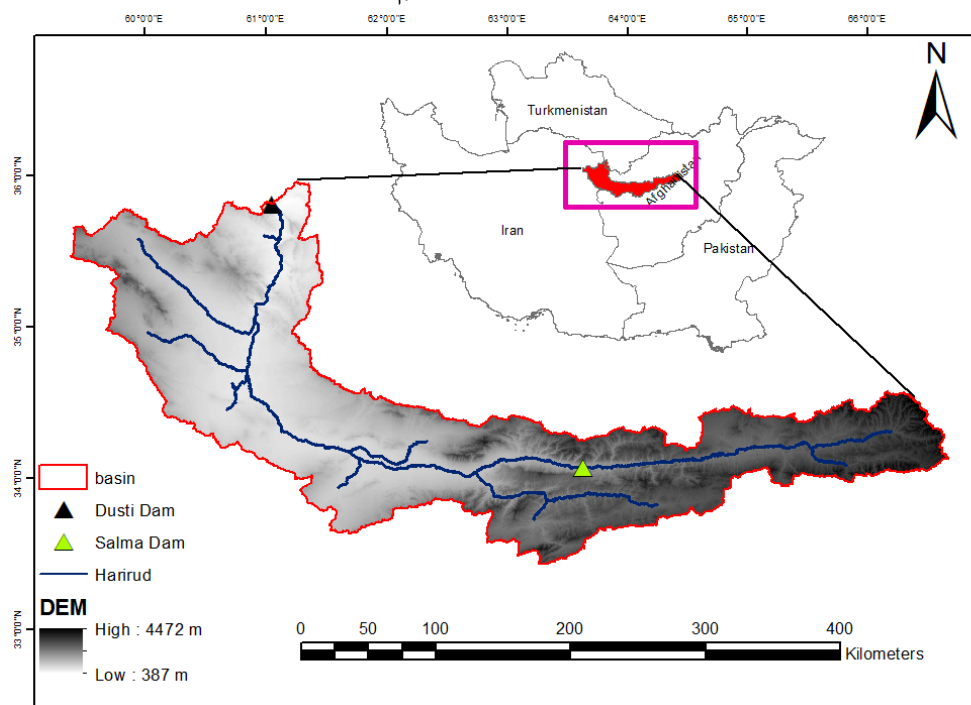 60°0'0"E 61°0'0"E 62°0'0"E 63°0'0"E 64°0'0"E 65°0'0"E 66°0'0"E
N
Turkmenistan
Afghanistan
Iran
Pakistan
36°0'0"N
35°0'0"N
34°0'0"N
33°0'0"N
basin
Dusti Dam
Salma Dam
Harirud
DEM
High : 4472 m
Low : 387 m
0 50 100 200 300 400
Kilometers